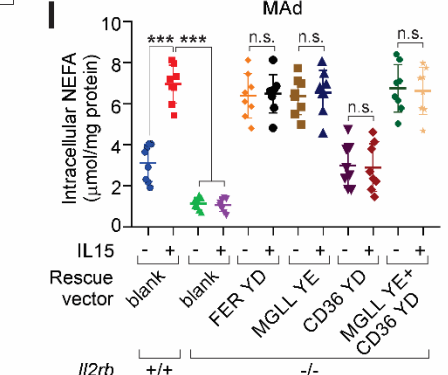 I
MAd
Intracellular NEFA
(μmol/mg protein)
10
8
6
4
2
0
*** ***
n.s. n.s. n.s. n.s.
IL15 - + - + - + - + - + - +
Rescue
vector
blank blank FER YD MGLL YE CD36 YD MGLL YE+
CD36 YD
Il2rb +/+ -/-